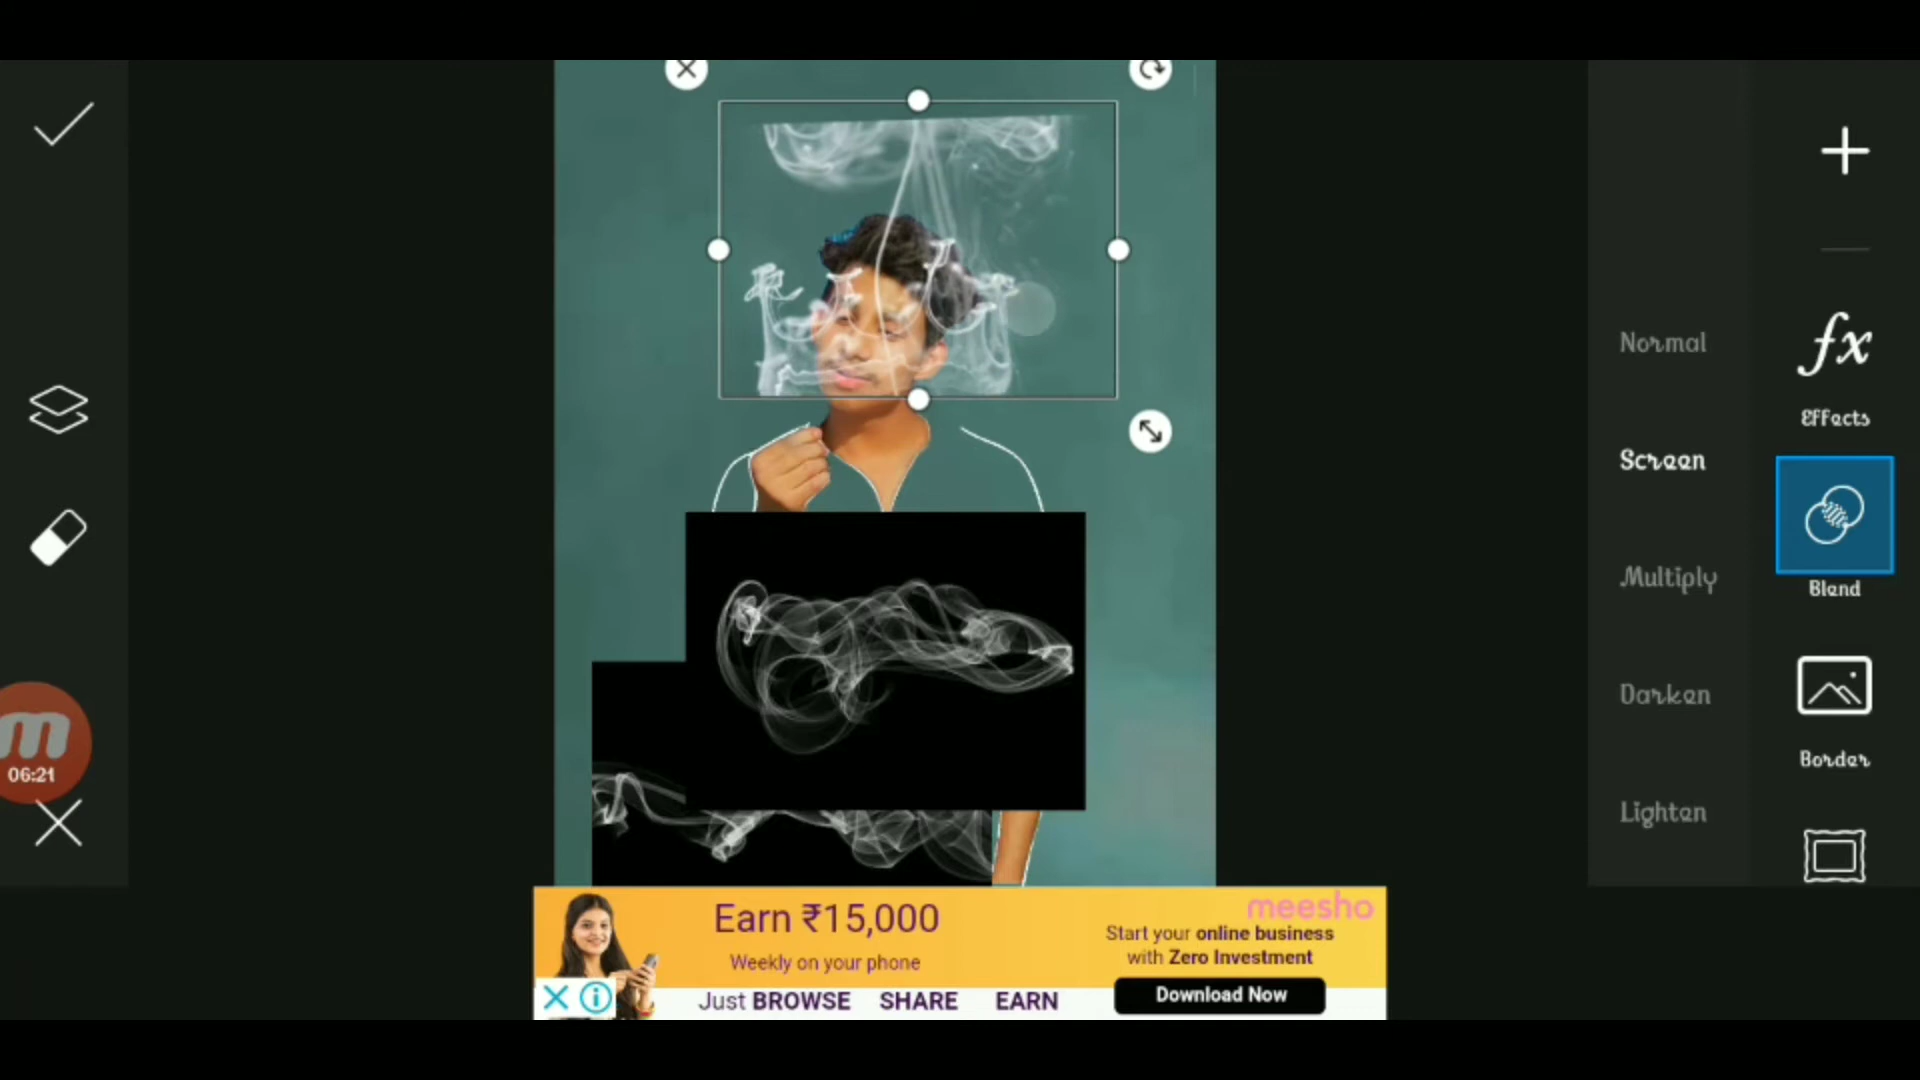 Normal
Screen
Multiply
Darken
Lighten
Effects
Blend
Border
m
06:21
Earn ₹15,000
Weekly on your phone
Just BROWSE SHARE EARN
meesho
Start your online business
with Zero Investment
Download Now